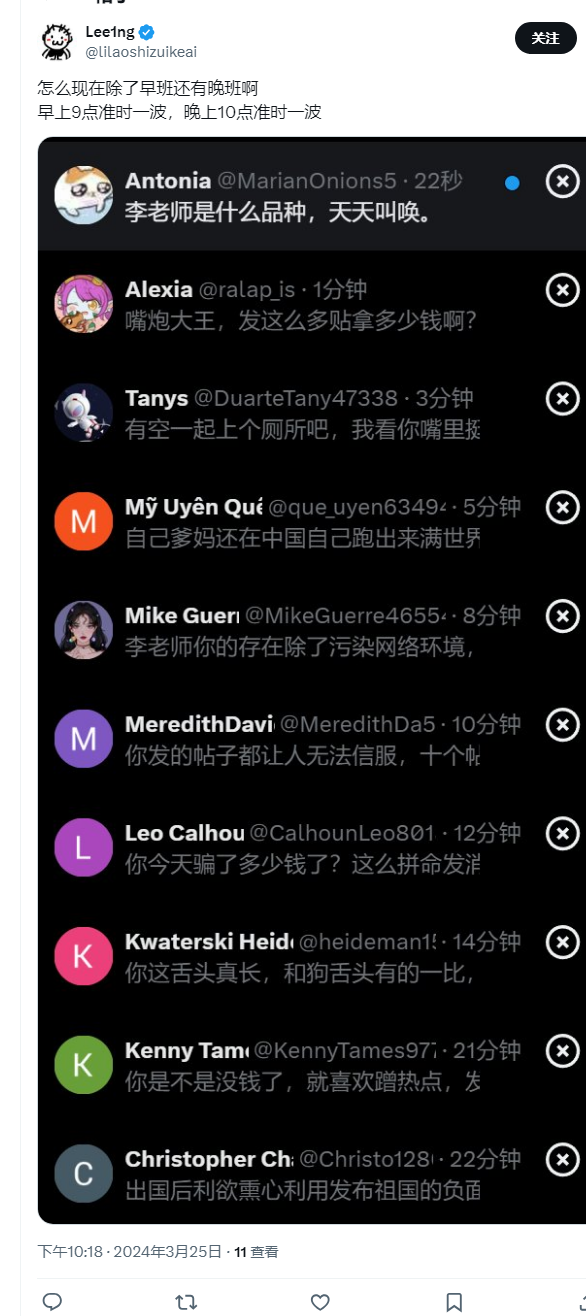 Lee1ng
关注
@lilaoshizuikeai
怎么现在除了早班还有晚班啊
早上9点准时一波，晚上10点准时一波
Antonia @MarianOnions5 · 22秒
李老师是什么品种，天天叫唤。
Alexia @ralap_is · 1分钟
嘴炮大王，发这么多贴拿多少钱啊？
Tanys @DuarteTany47338 · 3分钟
有空一起上个厕所吧，我看你嘴里挺
Mỹ Uyên Qué @que_uyen6349 · 5分钟
自己爹妈还在中国自己跑出来满世界
Mike Guerr @MikeGuerre4655 · 8分钟
李老师你的存在除了污染网络环境，
MeredithDavi @MeredithDa5 · 10分钟
你发的帖子都让人无法信服，十个帖
Leo Calhou @CalhounLeo801 · 12分钟
你今天骗了多少钱了？这么拼命发消
Kwaterski Heid @heideman1 · 14分钟
你这舌头真长，和狗舌头有的一比，
Kenny Tam @KennyTames97 · 21分钟
你是不是没钱了，就喜欢蹭热点，发
Christopher Ch @Christo128 · 22分钟
出国后利欲熏心利用发布祖国的负面
M
M
L
K
K
C
下午10:18 · 2024年3月25日 · 11 查看